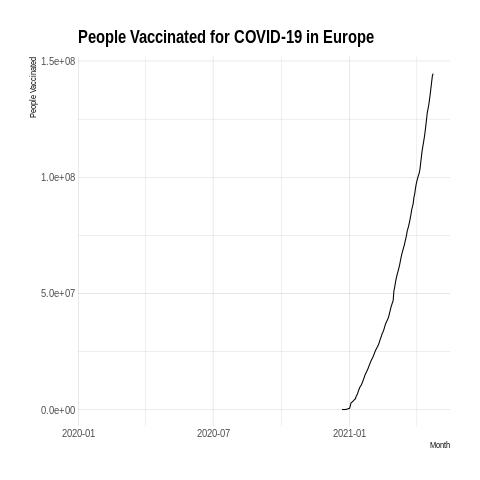 People Vaccinated for COVID-19 in Europe
People Vaccinated
1.5e+08
1.0e+08
5.0e+07
0.0e+00
2020-01
2020-07
2021-01
Month